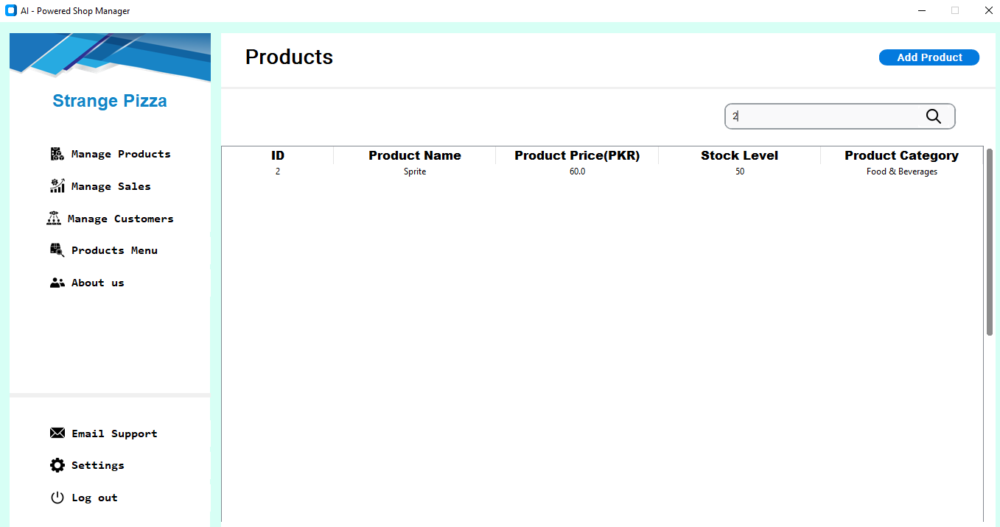 AI - Powered Shop Manager
Strange Pizza
Manage Products
Manage Sales
Manage Customers
Products Menu
About us
Email Support
Settings
Log out
Products
Add Product
2
ID Product Name Product Price(PKR) Stock Level Product Category
2 Sprite 60.0 50 Food & Beverages